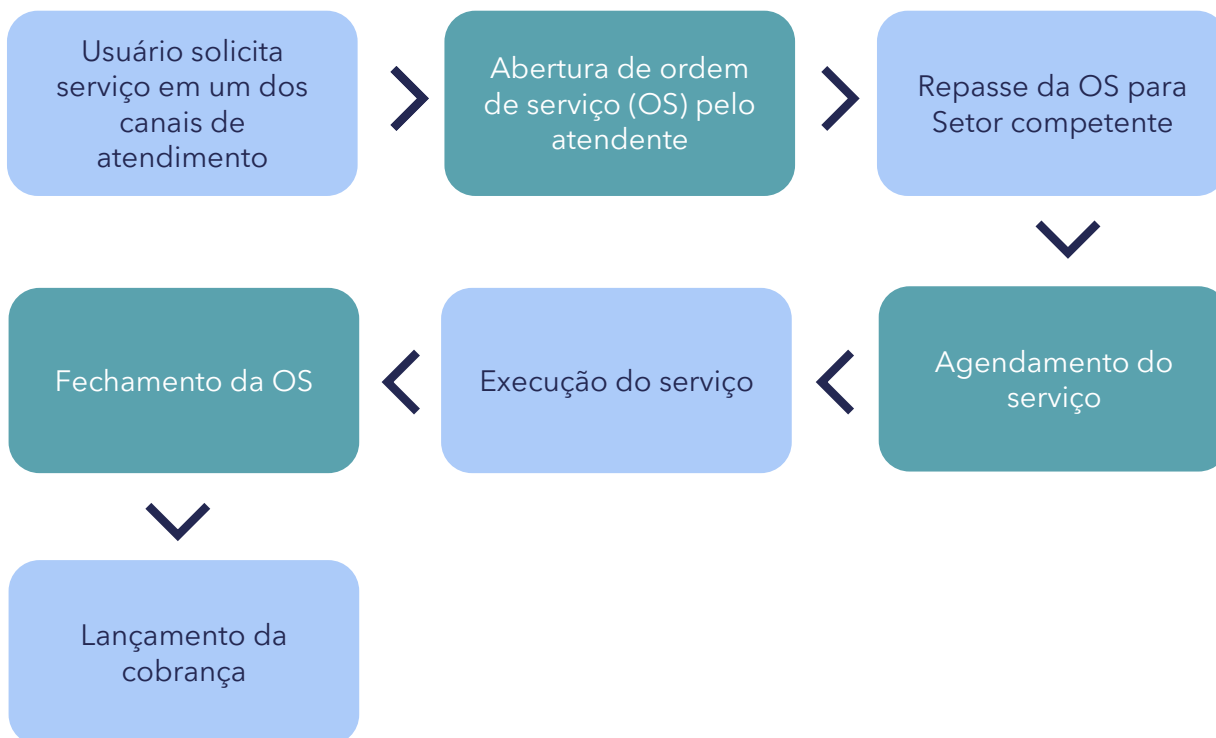 Usuário solicita
serviço em um dos
canais de
atendimento
Abertura de ordem
de serviço (OS) pelo
atendente
Repasse da OS para
Setor competente
Agendamento do
serviço
Execução do serviço
Fechamento da OS
Lançamento da
cobrança